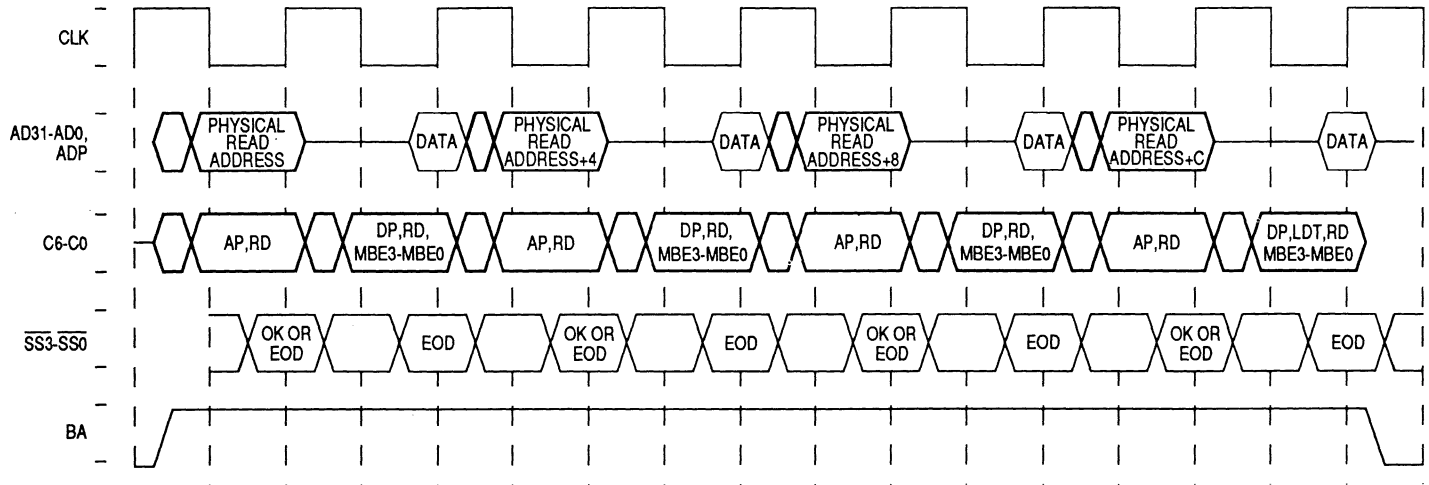 CLK
AD31-AD0,
ADP
PHYSICAL
READ
ADDRESS
DATA
PHYSICAL
READ
ADDRESS+4
DATA
PHYSICAL
READ
ADDRESS+8
DATA
PHYSICAL
READ
ADDRESS+C
DATA
C6-C0
AP,RD
DP,RD,
MBE3-MBE0
AP,RD
DP,RD,
MBE3-MBE0
AP,RD
DP,RD,
MBE3-MBE0
AP,RD
DP,LDT,RD
MBE3-MBE0
SS3-SS0
OK OR
EOD
EOD
OK OR
EOD
EOD
OK OR
EOD
EOD
OK OR
EOD
EOD
BA